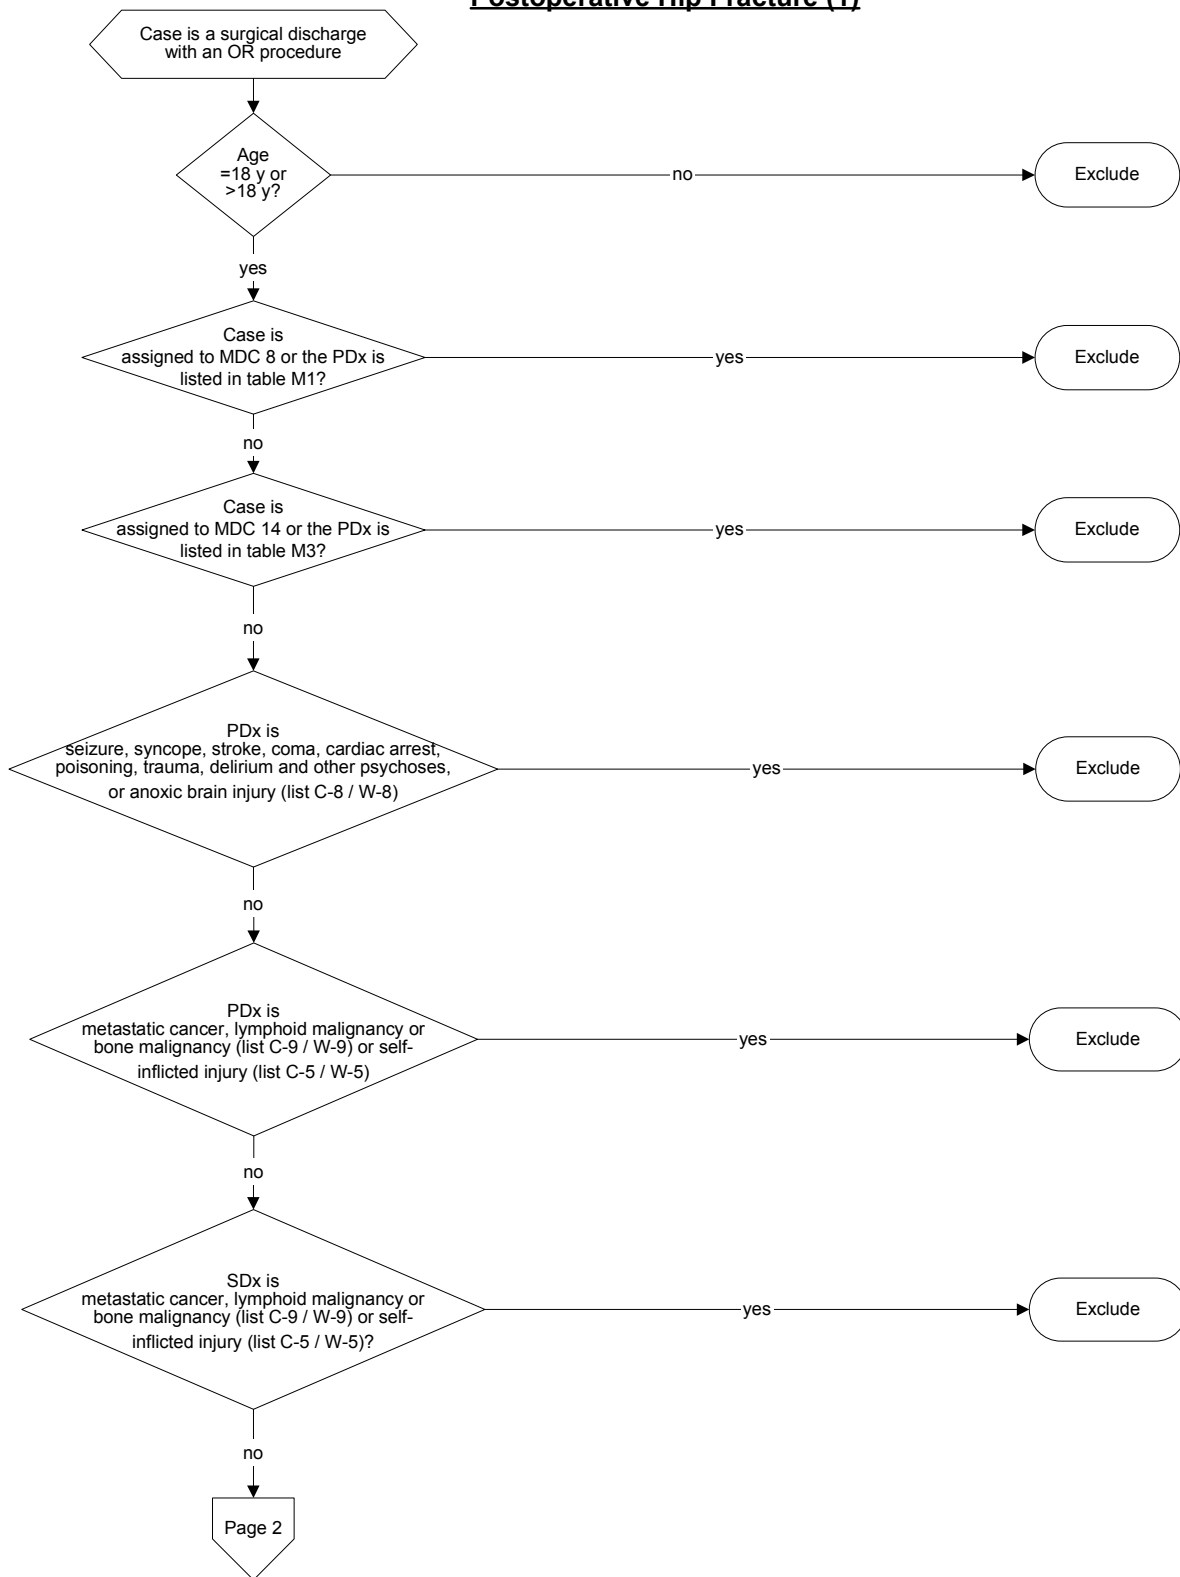 Postoperative Hip Fracture (1)
Case is a surgical discharge
with an OR procedure
Age
=18 y or
>18 y?
no
Exclude
yes
Case is
assigned to MDC 8 or the PDx is
listed in table M1?
yes
Exclude
no
Case is
assigned to MDC 14 or the PDx is
listed in table M3?
yes
Exclude
no
PDx is
seizure, syncope, stroke, coma, cardiac arrest,
poisoning, trauma, delirium and other psychoses,
or anoxic brain injury (list C-8 / W-8)
yes
Exclude
no
PDx is
metastatic cancer, lymphoid malignancy or
bone malignancy (list C-9 / W-9) or self-
inflicted injury (list C-5 / W-5)
yes
Exclude
no
SDx is
metastatic cancer, lymphoid malignancy or
bone malignancy (list C-9 / W-9) or self-
inflicted injury (list C-5 / W-5)?
yes
Exclude
no
Page 2